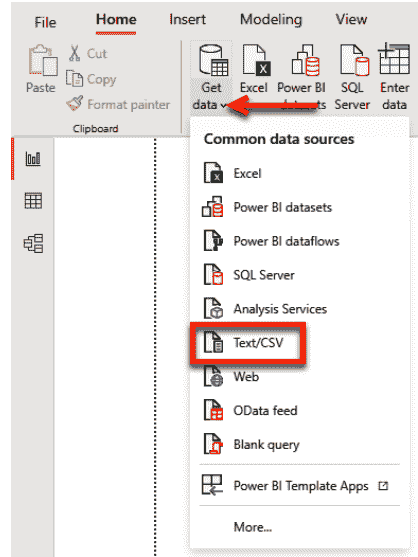 File Home Insert Modeling View
Paste
Cut
Copy
Format painter
Clipboard
Get
data
Excel
Power BI
datasets
SQL
Server
Enter
data
Common data sources
Excel
Power BI datasets
Power BI dataflows
SQL Server
Analysis Services
Text/CSV
Web
OData feed
Blank query
Power BI Template Apps
More...